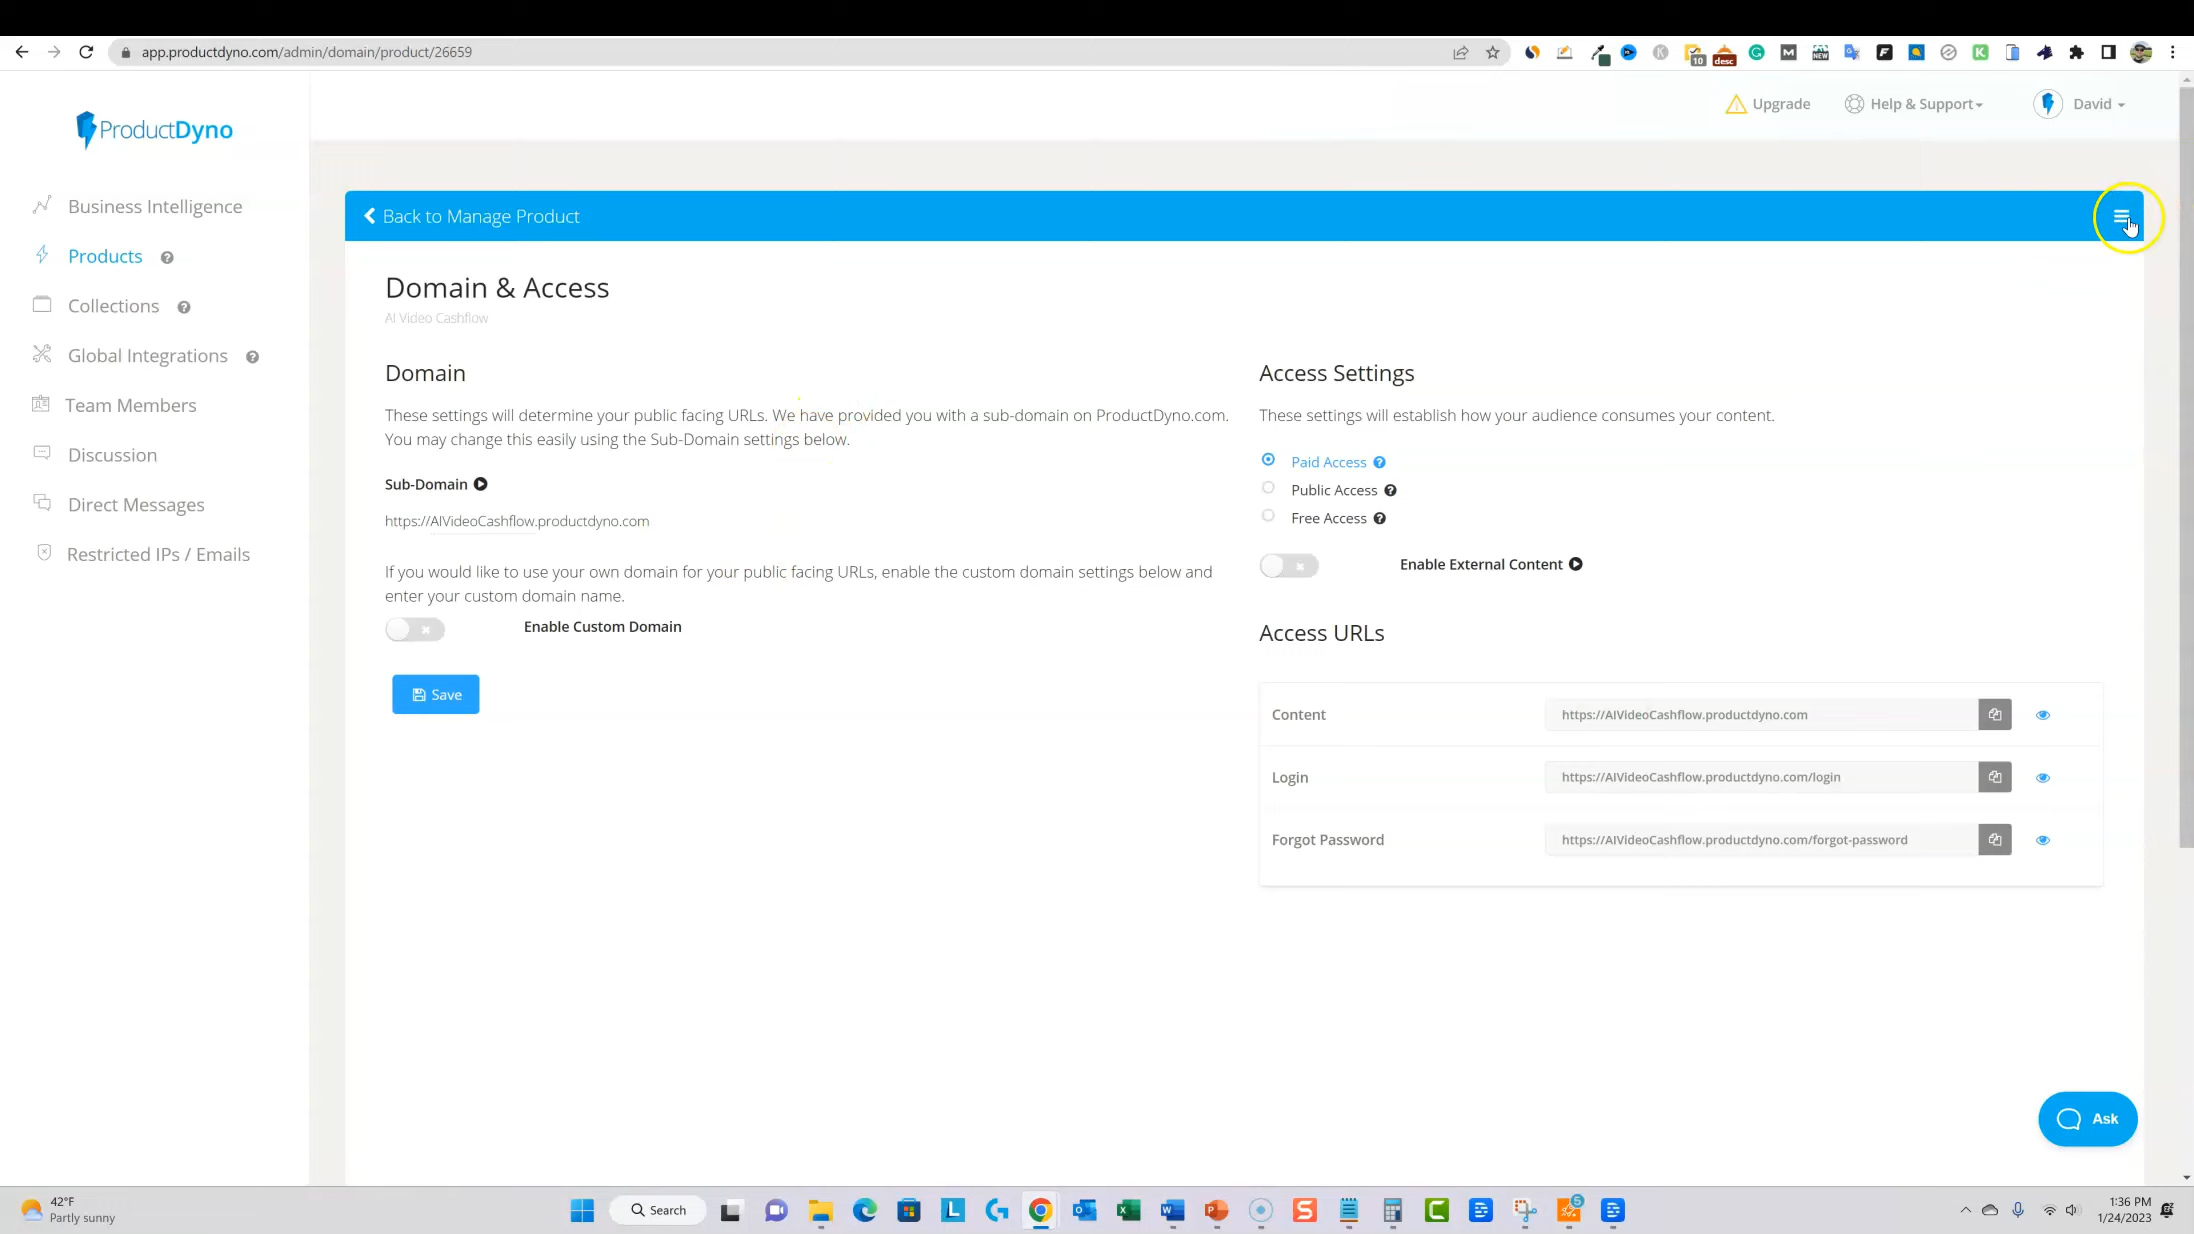 app.productdyno.com/admin/domain/product/26659
10
desc
NEW
ProductDyno
Upgrade
Help & Support
David
Business Intelligence
Products
Collections
Global Integrations
Team Members
Discussion
Direct Messages
Restricted IPs / Emails
Back to Manage Product
Domain & Access
AI Video Cashflow
Domain
These settings will determine your public facing URLs. We have provided you with a sub-domain on ProductDyno.com.
You may change this easily using the Sub-Domain settings below.
Sub-Domain
https://AIVideoCashflow.productdyno.com
If you would like to use your own domain for your public facing URLs, enable the custom domain settings below and
enter your custom domain name.
Enable Custom Domain
Save
Access Settings
These settings will establish how your audience consumes your content.
Paid Access
Public Access
Free Access
Enable External Content
Access URLs
Content
https://AIVideoCashflow.productdyno.com
Login
https://AIVideoCashflow.productdyno.com/login
Forgot Password
https://AIVideoCashflow.productdyno.com/forgot-password
Ask
42°F
Partly sunny
Search
5
1:36 PM
1/24/2023